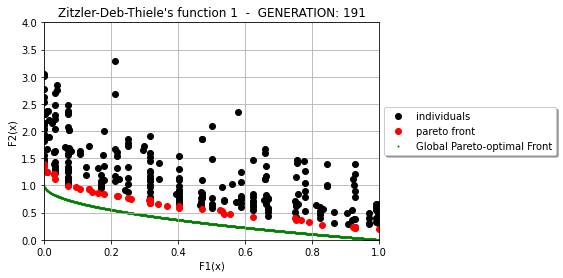 Zitzler-Deb-Thiele's function 1 - GENERATION: 191
4.0
3.5
3.0
2.5
2.0
1.5
1.0
0.5
0.0
F2(x)
0.0 0.2 0.4 0.6 0.8 1.0
F1(x)
individuals
pareto front
Global Pareto-optimal Front